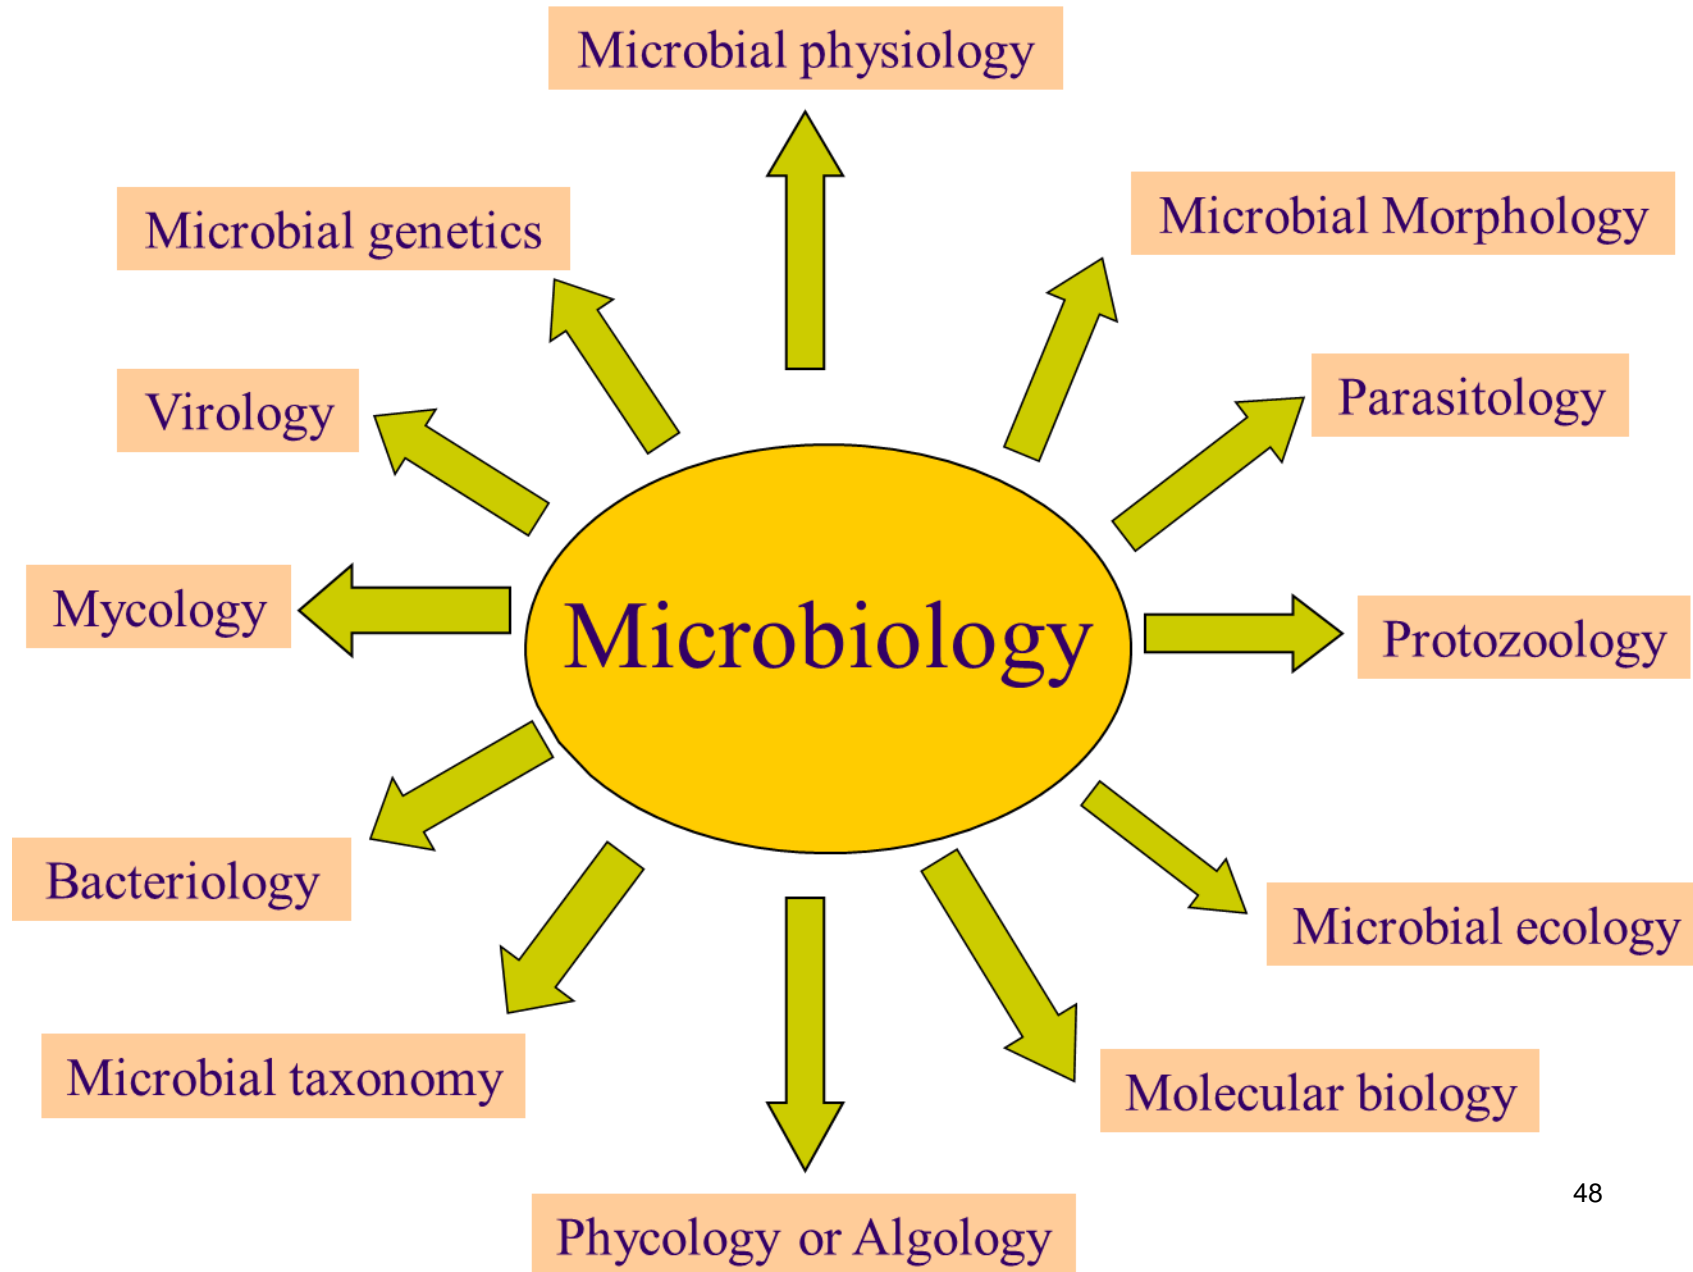 Microbial physiology
Microbial Morphology
Microbial genetics
Parasitology
Virology
Mycology
Microbiology
Protozoology
Bacteriology
Microbial ecology
Microbial taxonomy
Molecular biology
48
Phycology or Algology